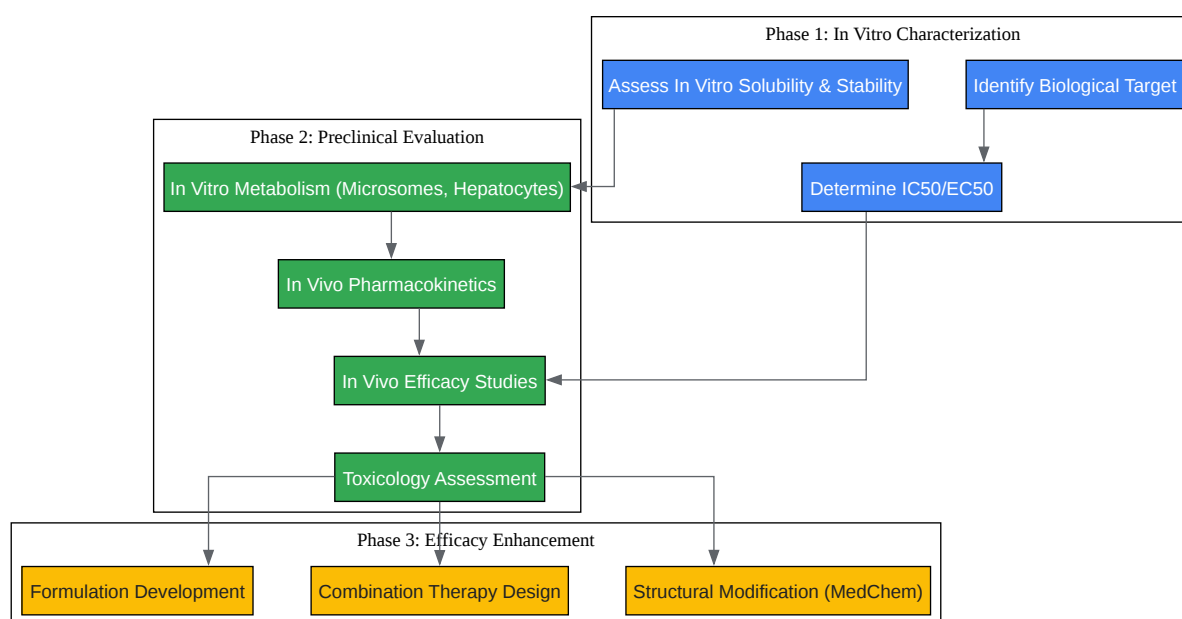 Phase 1: In Vitro Characterization
Assess In Vitro Solubility & Stability
Identify Biological Target
Determine IC50/EC50
Phase 2: Preclinical Evaluation
In Vitro Metabolism (Microsomes, Hepatocytes)
In Vivo Pharmacokinetics
In Vivo Efficacy Studies
Toxicology Assessment
Phase 3: Efficacy Enhancement
Formulation Development
Combination Therapy Design
Structural Modification (MedChem)